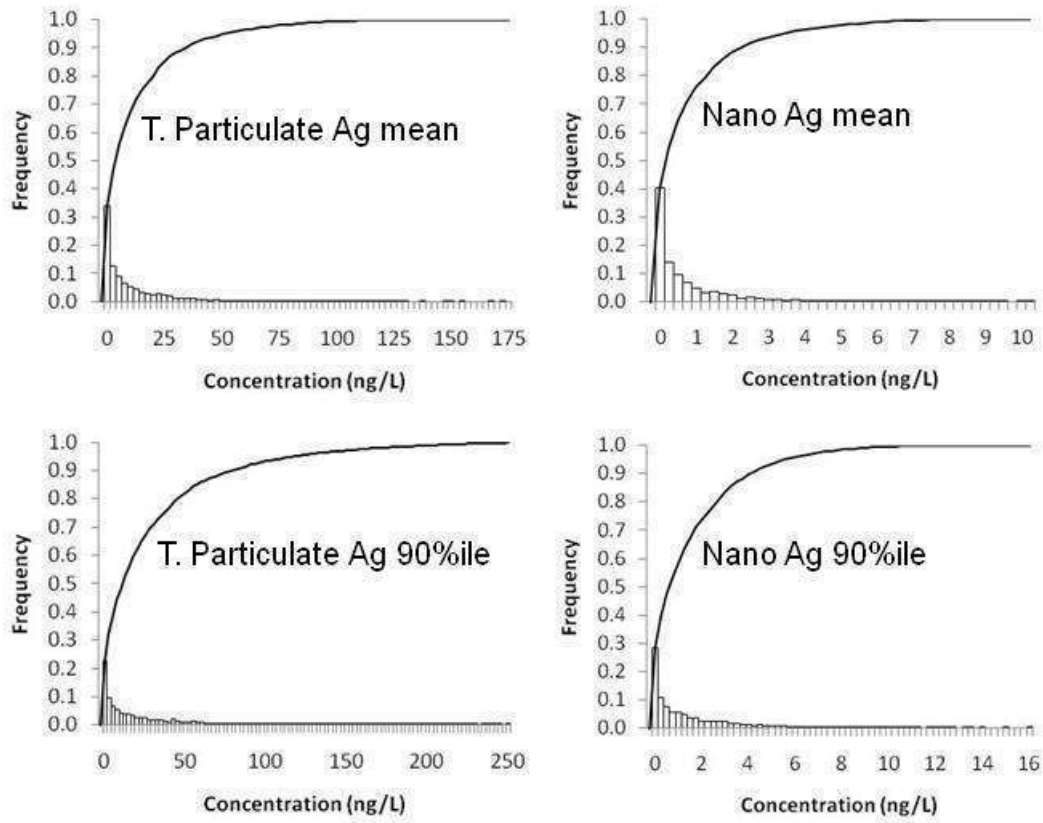 1.0
0.9
0.8
0.7
0.6
0.5
0.4
0.3
0.2
0.1
0.0
Frequency
T. Particulate Ag mean
0 25 50 75 100 125 150 175
Concentration (ng/L)
1.0
0.9
0.8
0.7
0.6
0.5
0.4
0.3
0.2
0.1
0.0
Frequency
Nano Ag mean
0 1 2 3 4 5 6 7 8 9 10
Concentration (ng/L)
1.0
0.9
0.8
0.7
0.6
0.5
0.4
0.3
0.2
0.1
0.0
Frequency
T. Particulate Ag 90%ile
0 50 100 150 200 250
Concentration (ng/L)
1.0
0.9
0.8
0.7
0.6
0.5
0.4
0.3
0.2
0.1
0.0
Frequency
Nano Ag 90%ile
0 2 4 6 8 10 12 14 16
Concentration (ng/L)